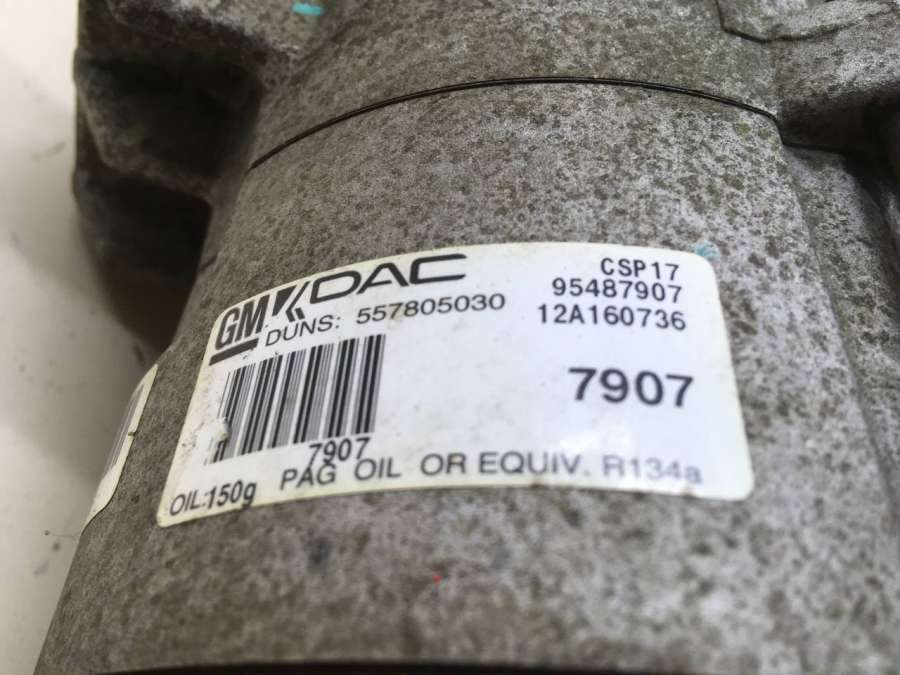 GM DAC
DUNS: 557805030
CSP17
95487907
12A160736
7907
7907
OIL:150g PAG OIL OR EQUIV. R134a